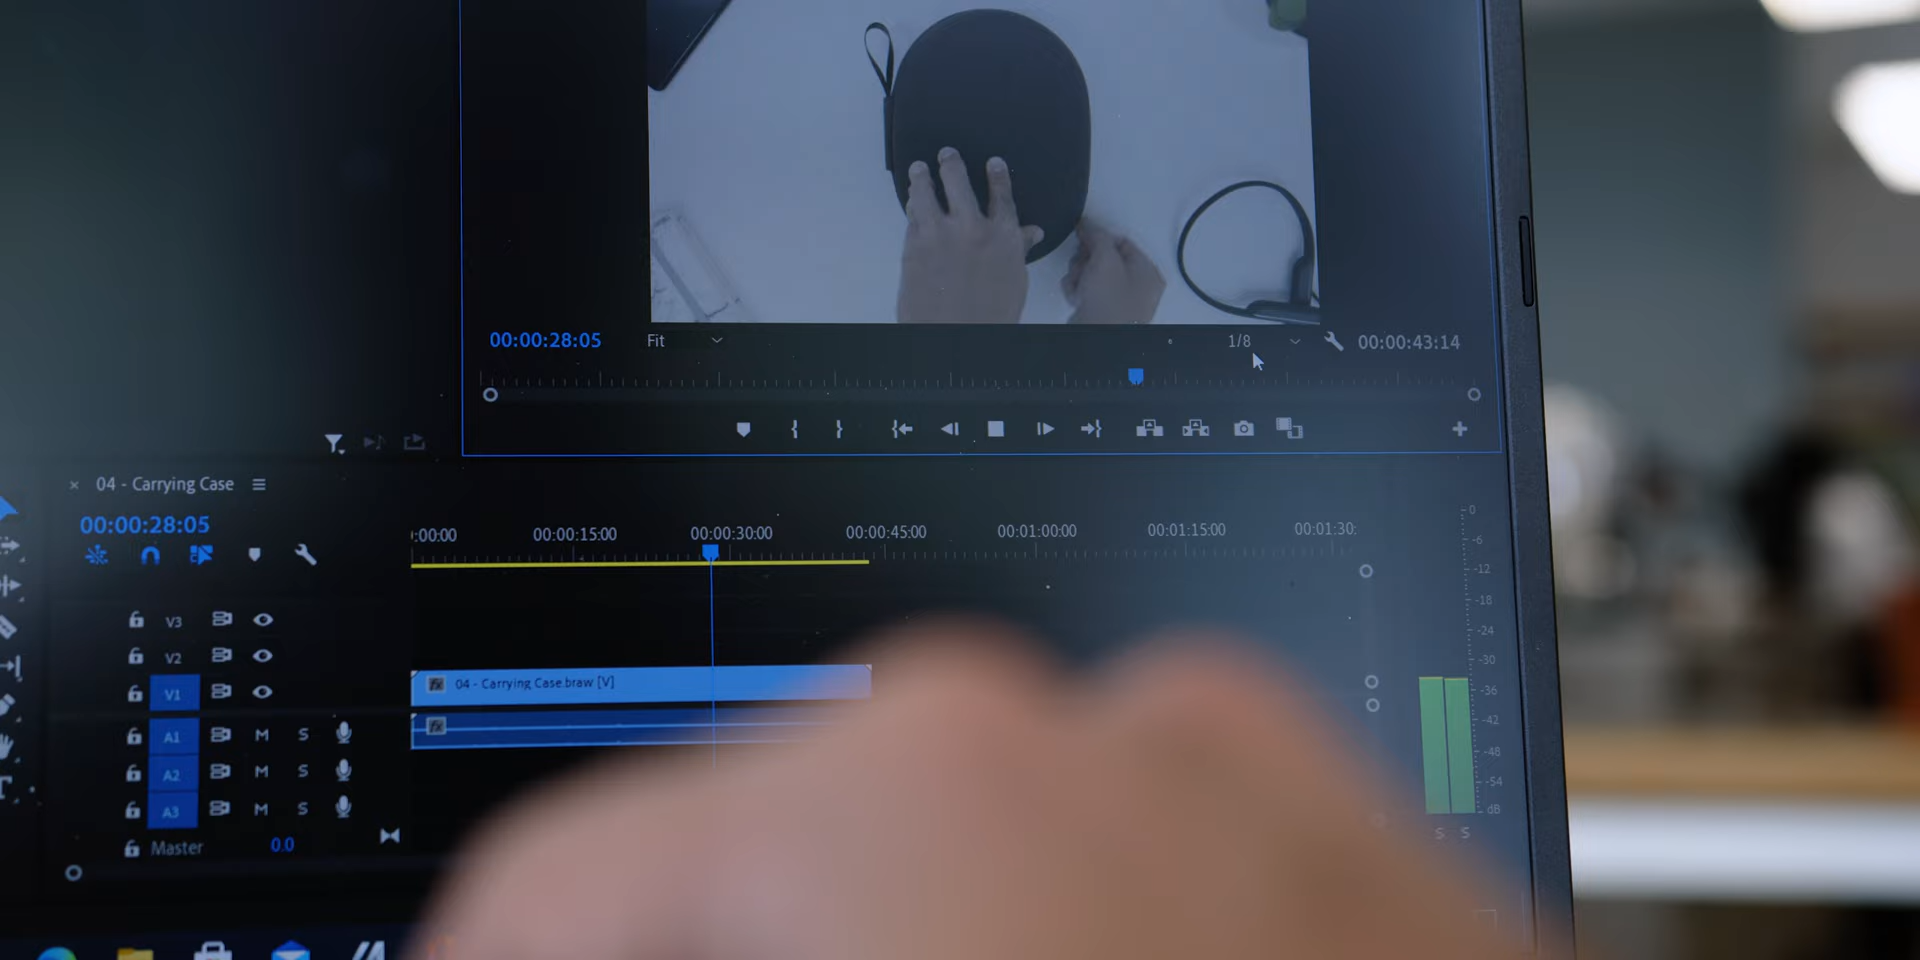 00:00:28:05 Fit 1/8 00:00:43:14
04 - Carrying Case
00:00:28:05
:00:00 00:00:15:00 00:00:30:00 00:00:45:00 00:01:00:00 00:01:15:00 00:01:30:
0
-6
-12
-18
-24
-30
-36
-42
-48
-54
dB
S S
V3
V2
V1 fx 04 - Carrying Case.braw [V]
A1 M S fx
A2 M S
A3 M S
Master 0.0